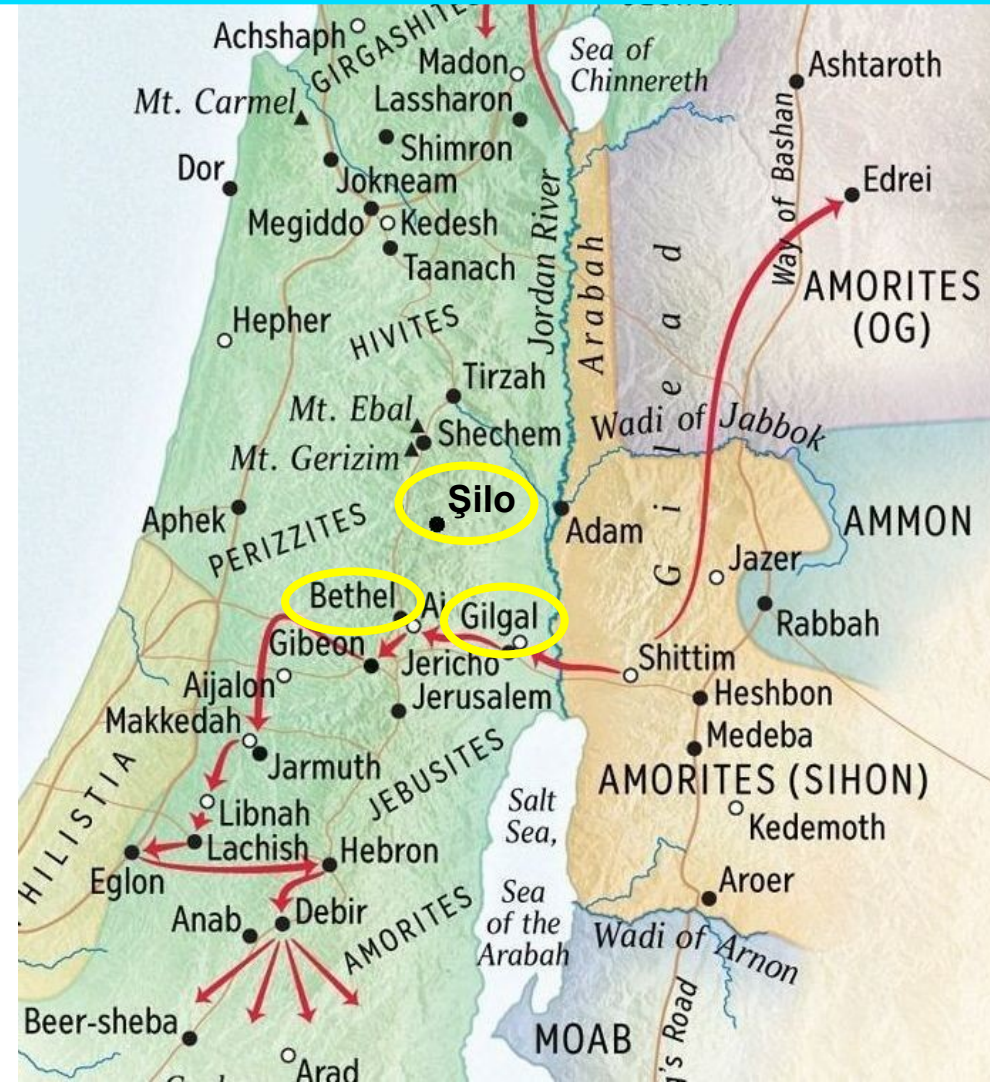 Achshaph
GIRGASHITE
Madon
Sea of
Chinnereth
Ashtaroth
Mt. Carmel
Lassharon
Shimron
Dor
Jokneam
Edrei
Way of Bashan
Megiddo
Kedesh
Taanach
Jordan River
Arabah
Gilead
AMORITES
(OG)
Hepher
HIVITES
Tirzah
Mt. Ebal
Shechem
Wadi of Jabbok
Mt. Gerizim
Şilo
Aphek
PERIZZITES
Adam
AMMON
Jazer
Bethel
Ai
Gilgal
Rabbah
Gibeon
Jericho
Shittim
Aijalon
Jerusalem
Heshbon
Makkedah
Medeba
Jarmuth
JEBUSITES
AMORITES (SIHON)
HILISTIA
Libnah
Salt
Sea,
Kedemoth
Lachish
Hebron
Eglon
Aroer
Sea
of the
Arabah
Anab
Debir
AMORITES
Wadi of Arnon
Beer-sheba
MOAB
g's Road
Arad